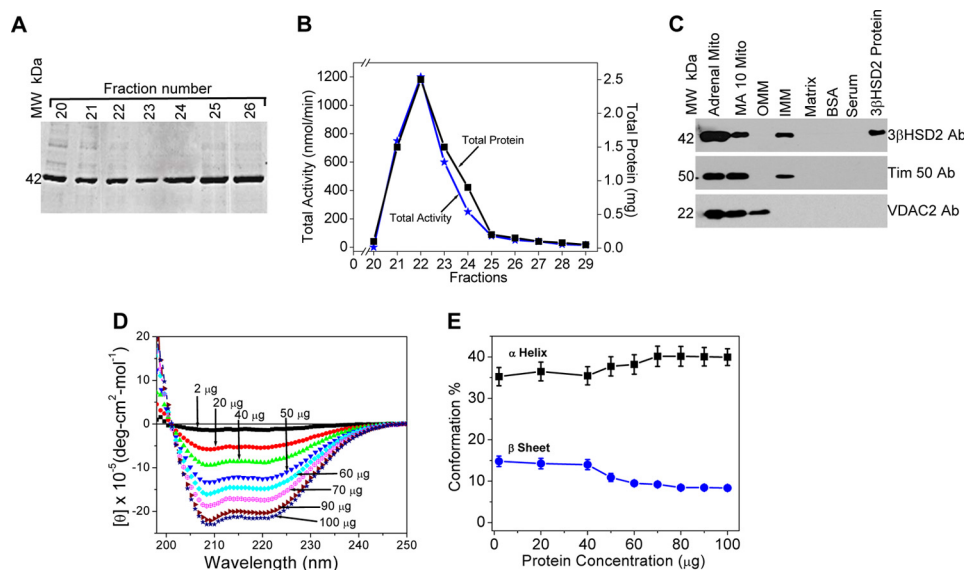 A
MW kDa
Fraction number
20 21 22 23 24 25 26
42
B
Total Activity (nmol/min)
1200
1000
800
600
400
200
0
Total Protein
Total Activity
2.5
2.0
1.5
1.0
0.5
0.0
Total Protein (mg)
0 20 21 22 23 24 25 26 27 28 29
Fractions
C
MW kDa
Adrenal Mito
MA 10 Mito
OMM
IMM
Matrix
BSA
Serum
3βHSD2 Protein
42 3βHSD2 Ab
50 Tim 50 Ab
22 VDAC2 Ab
D
[θ] x 10⁻⁵(deg-cm²-mol⁻¹)
20
10
0
-10
-20
2 μg
20 μg
40 μg
50 μg
60 μg
70 μg
90 μg
100 μg
200 210 220 230 240 250
Wavelength (nm)
E
Conformation %
60
40
20
0
α Helix
β Sheet
0 20 40 60 80 100
Protein Concentration (μg)